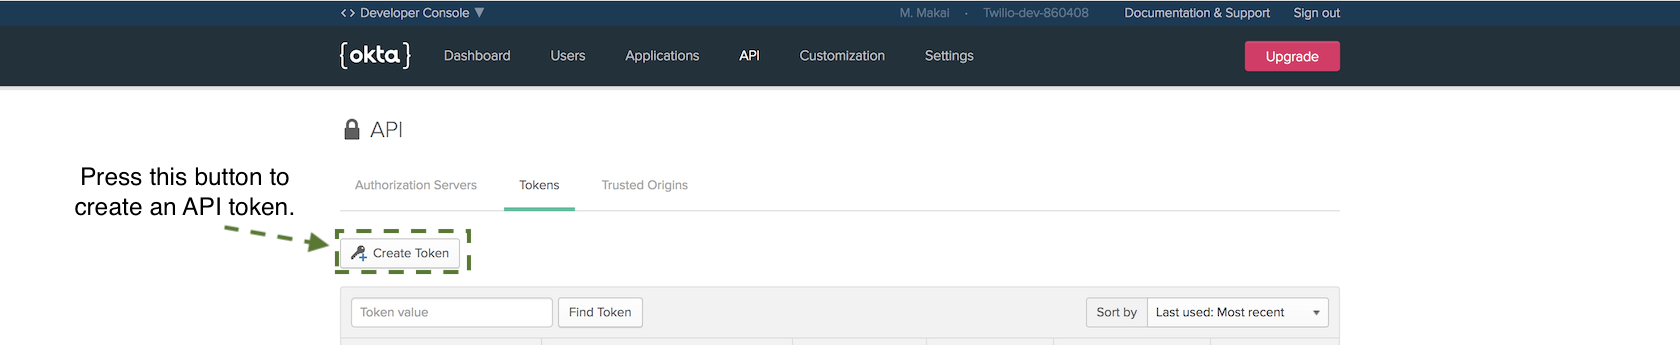 <> Developer Console ▼ M. Makai · Twilio-dev-860408 Documentation & Support Sign out
{okta} Dashboard Users Applications API Customization Settings Upgrade
API
Press this button to
create an API token.
Authorization Servers Tokens Trusted Origins
Create Token
Token value Find Token Sort by Last used: Most recent